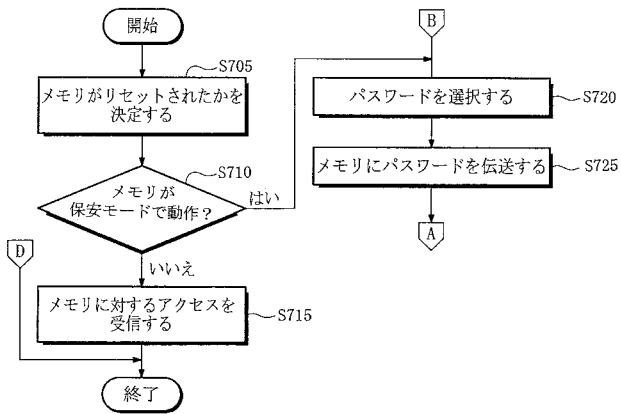 開始
S705
メモリがリセットされたかを
決定する
S710
メモリが
保安モードで動作？
はい
いいえ
D
メモリに対するアクセスを
受信する
S715
終了
B
パスワードを選択する
S720
メモリにパスワードを伝送する
S725
A